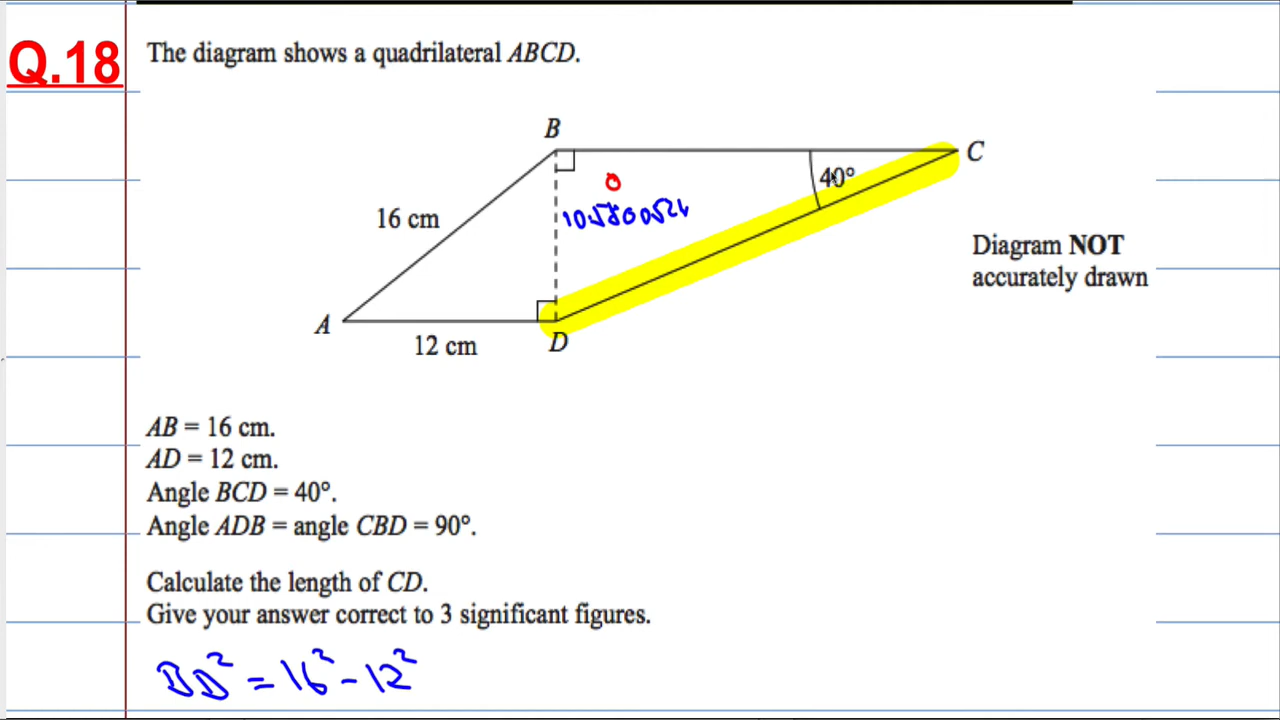 Q.18
The diagram shows a quadrilateral ABCD.
B
C
40°
O
16 cm
10.5800524
Diagram NOT
accurately drawn
A
12 cm
D
AB = 16 cm.
AD = 12 cm.
Angle BCD = 40°.
Angle ADB = angle CBD = 90°.
Calculate the length of CD.
Give your answer correct to 3 significant figures.
BD² = 16² - 12²